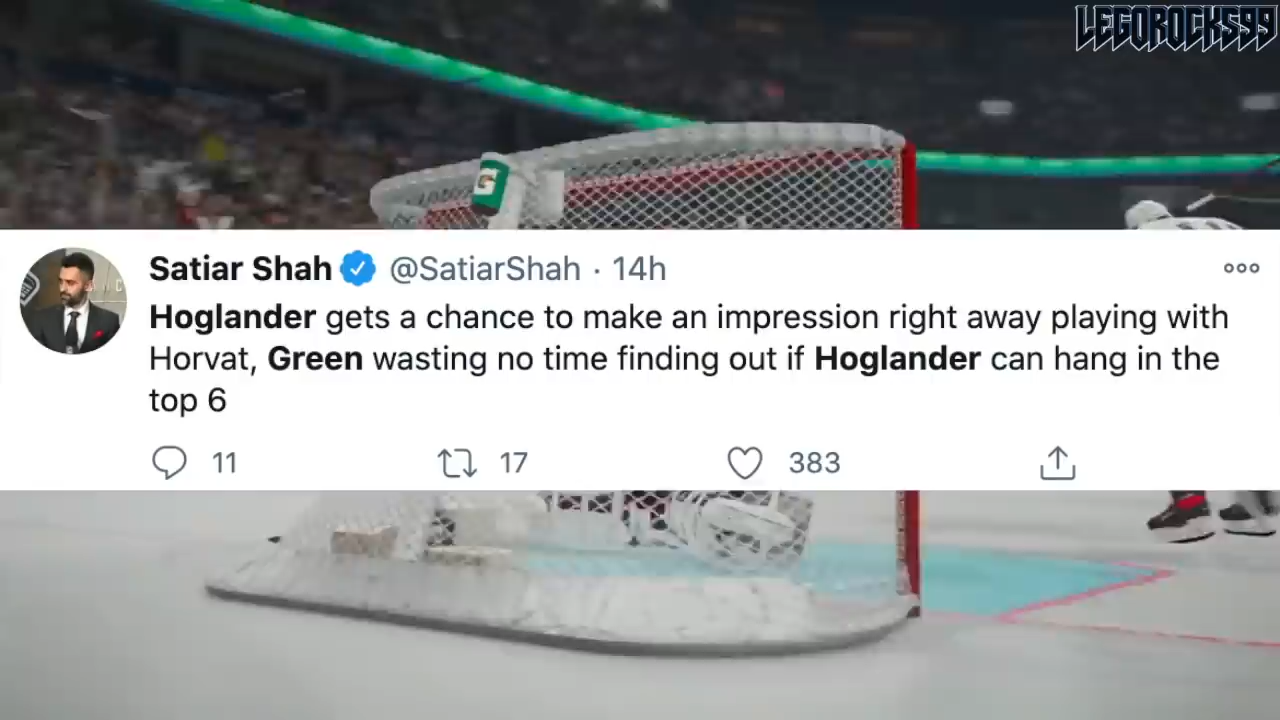 LEGOROCKS99
G
Satiar Shah @SatiarShah · 14h
Hoglander gets a chance to make an impression right away playing with
Horvat, Green wasting no time finding out if Hoglander can hang in the
top 6
11 17 383